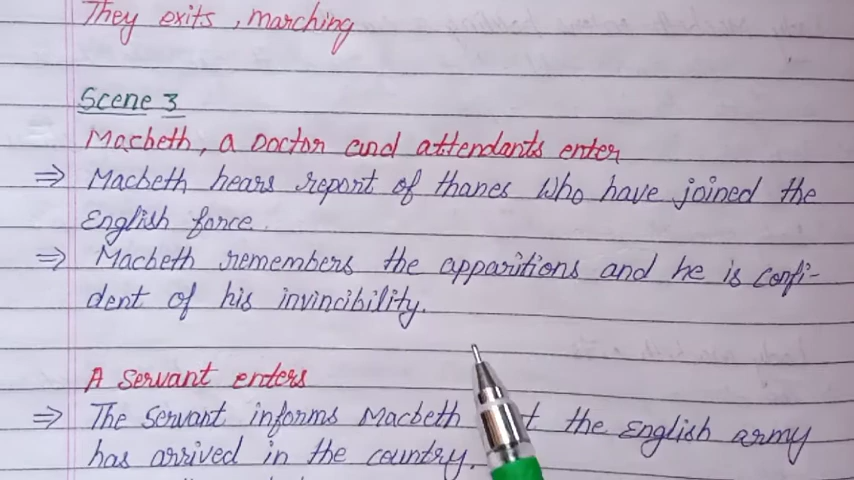 They exits, marching
Scene 3
Macbeth, a Doctor and attendants enter
⇒ Macbeth hears report of thanes who have joined the
English force.
⇒ Macbeth remembers the apparitions and he is confi-
dent of his invincibility.
A servant enters
⇒ The servant informs Macbeth t the English army
has arrived in the country.